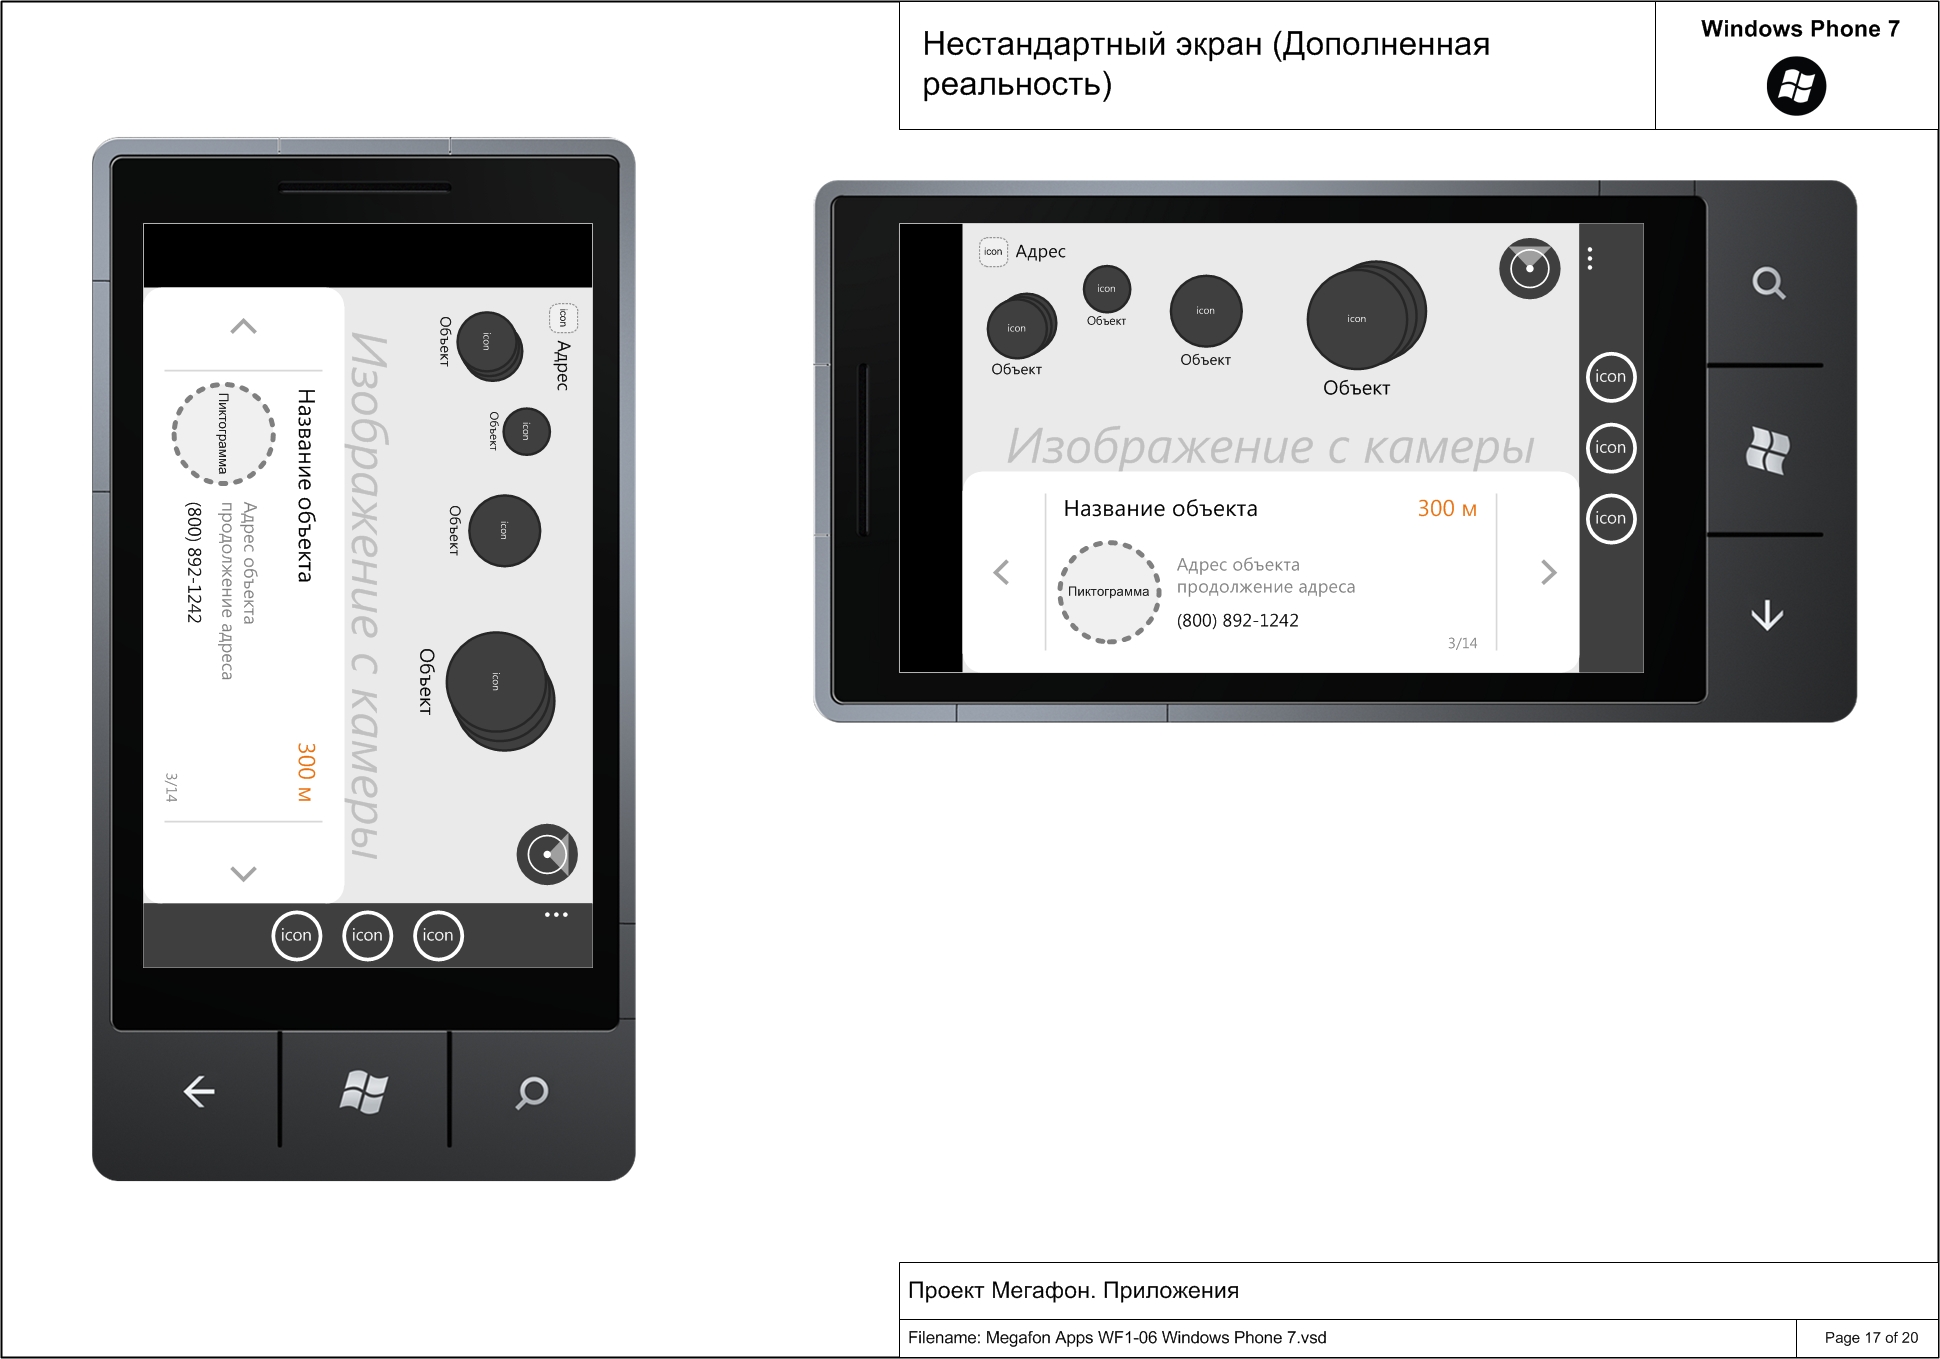 Нестандартный экран (Дополненная
реальность)
Windows Phone 7
icon
Адрес
icon
Объект
icon
Объект
icon
Объект
icon
Объект
Изображение с камеры
Название объекта
300 м
Пиктограмма
Адрес объекта
продолжение адреса
(800) 892-1242
3/14
icon
icon
icon
icon Адрес
icon
Объект
icon
Объект
icon
Объект
icon
Объект
Изображение с камеры
Название объекта
300 м
Пиктограмма
Адрес объекта
продолжение адреса
(800) 892-1242
3/14
icon
icon
icon
Проект Мегафон. Приложения
Filename: Megafon Apps WF1-06 Windows Phone 7.vsd
Page 17 of 20